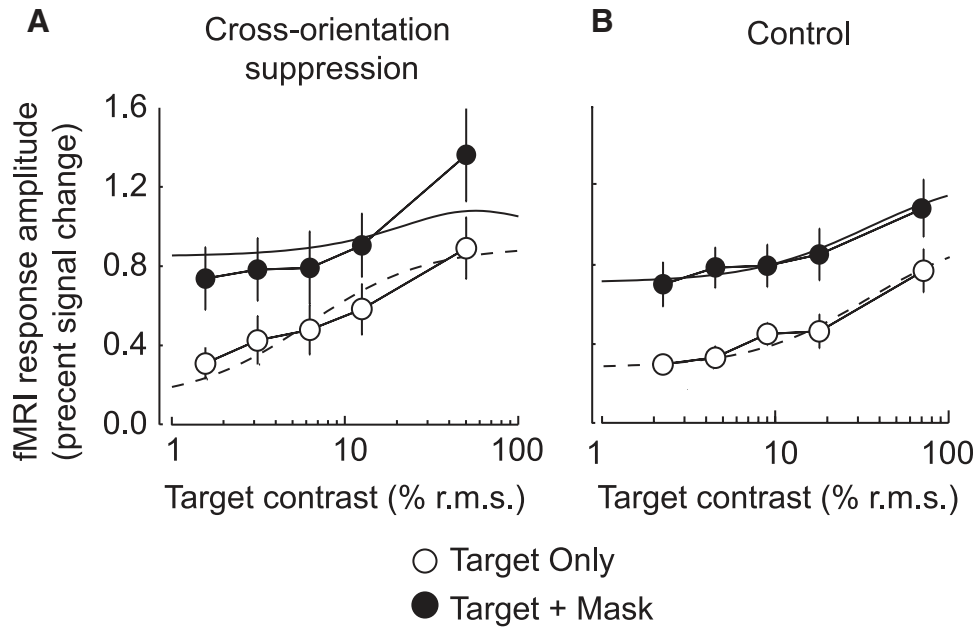 A
Cross-orientation
suppression
B
Control
fMRI response amplitude
(precent signal change)
1.6
1.2
0.8
0.4
0.0
1 10 100
1 10 100
Target contrast (% r.m.s.)
Target contrast (% r.m.s.)
Target Only
Target + Mask